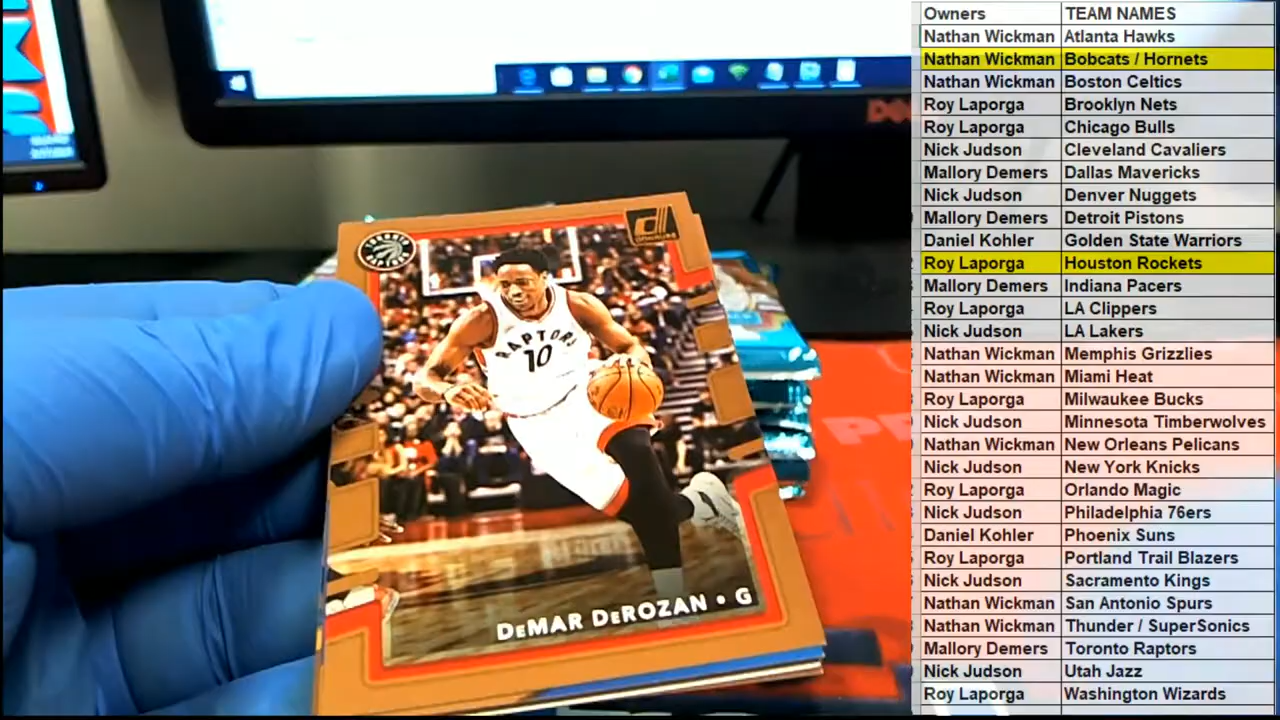 Owners TEAM NAMES
Nathan Wickman Atlanta Hawks
Nathan Wickman Bobcats / Hornets
Nathan Wickman Boston Celtics
Roy Laporga Brooklyn Nets
Roy Laporga Chicago Bulls
Nick Judson Cleveland Cavaliers
Mallory Demers Dallas Mavericks
Nick Judson Denver Nuggets
Mallory Demers Detroit Pistons
Daniel Kohler Golden State Warriors
Roy Laporga Houston Rockets
Mallory Demers Indiana Pacers
Roy Laporga LA Clippers
Nick Judson LA Lakers
Nathan Wickman Memphis Grizzlies
Nathan Wickman Miami Heat
Roy Laporga Milwaukee Bucks
Nick Judson Minnesota Timberwolves
Nathan Wickman New Orleans Pelicans
Nick Judson New York Knicks
Roy Laporga Orlando Magic
Nick Judson Philadelphia 76ers
Daniel Kohler Phoenix Suns
Roy Laporga Portland Trail Blazers
Nick Judson Sacramento Kings
Nathan Wickman San Antonio Spurs
Nathan Wickman Thunder / SuperSonics
Mallory Demers Toronto Raptors
Nick Judson Utah Jazz
Roy Laporga Washington Wizards
TORONTO
RAPTORS
RAPTORS
10
DeMAR DeROZAN • G